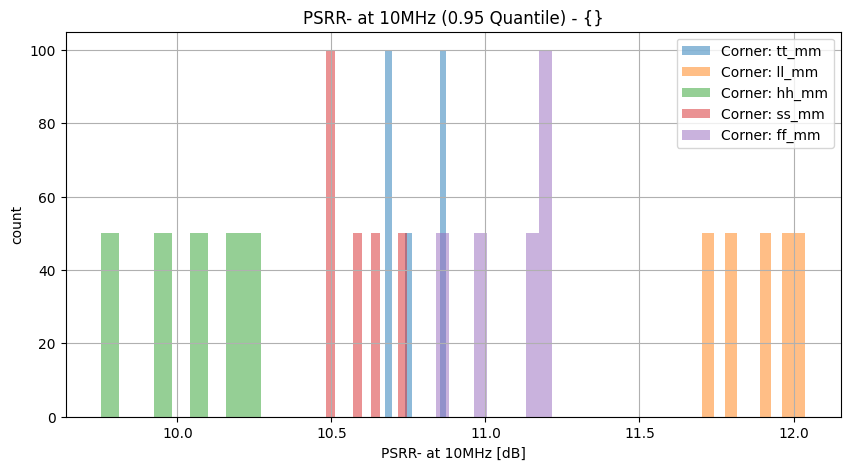 PSRR- at 10MHz (0.95 Quantile) - {}
Corner: tt_mm
Corner: ll_mm
Corner: hh_mm
Corner: ss_mm
Corner: ff_mm
count
100
80
60
40
20
0
10.0
10.5
11.0
11.5
12.0
PSRR- at 10MHz [dB]